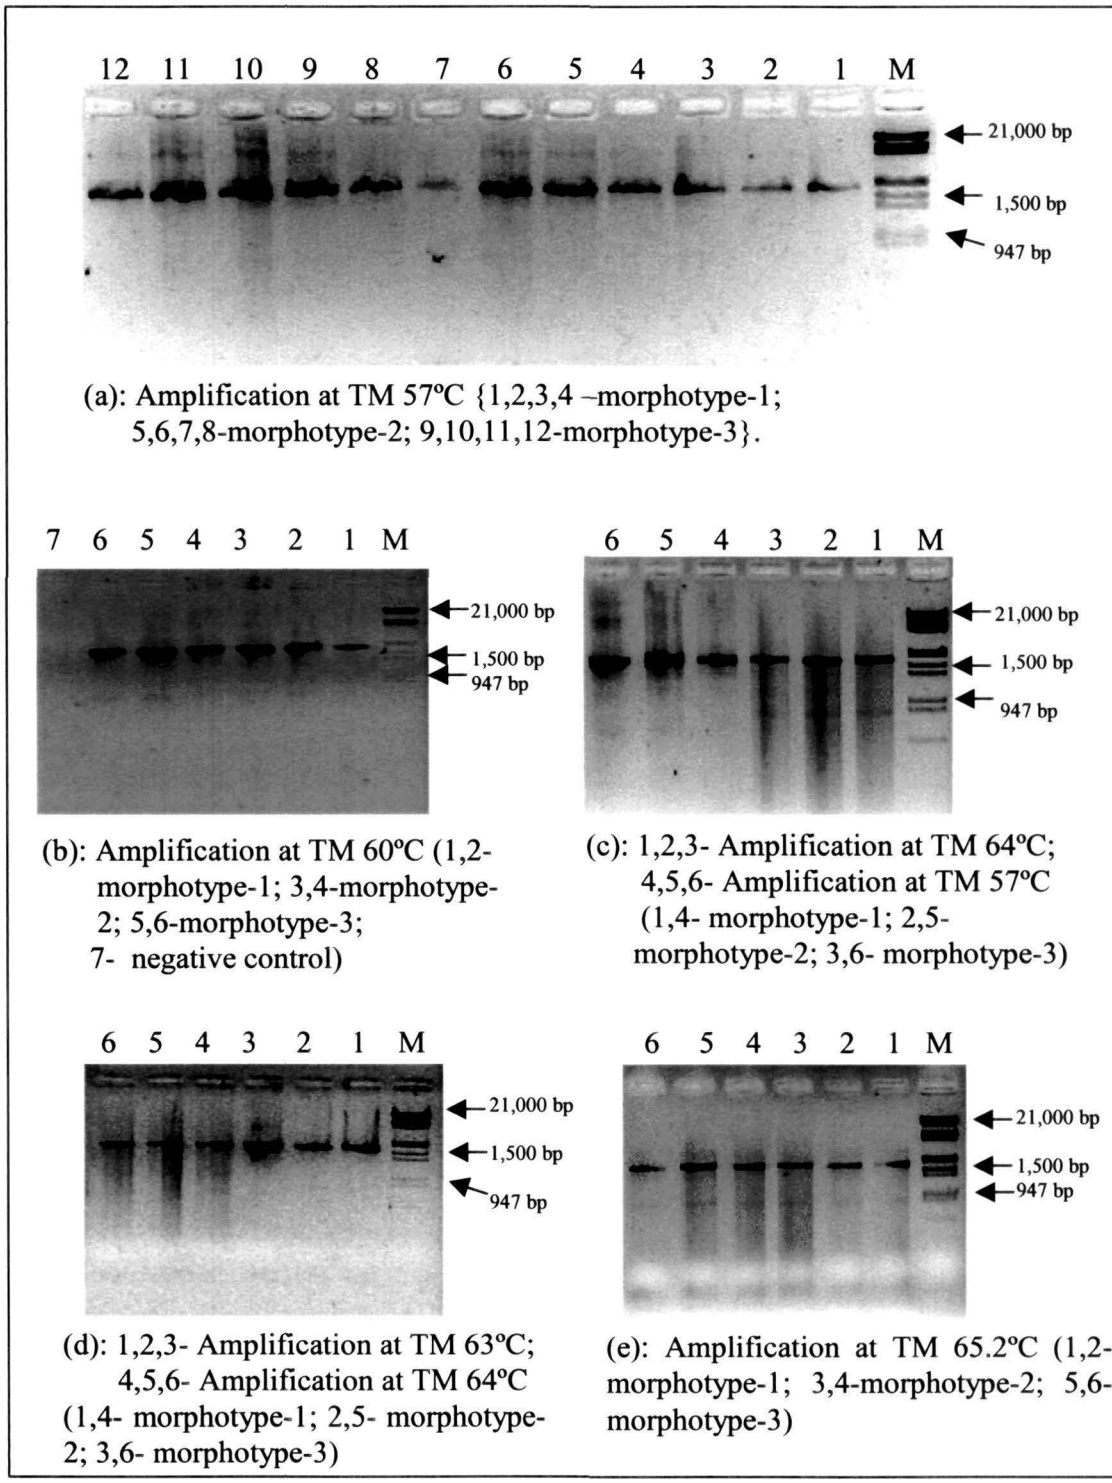 12 11 10 9 8 7 6 5 4 3 2 1 M
21,000 bp
1,500 bp
947 bp
(a): Amplification at TM 57ºC {1,2,3,4 –morphotype-1;
5,6,7,8-morphotype-2; 9,10,11,12-morphotype-3}.
7 6 5 4 3 2 1 M
21,000 bp
1,500 bp
947 bp
(b): Amplification at TM 60ºC (1,2-
morphotype-1; 3,4-morphotype-
2; 5,6-morphotype-3;
7- negative control)
6 5 4 3 2 1 M
21,000 bp
1,500 bp
947 bp
(c): 1,2,3- Amplification at TM 64ºC;
4,5,6- Amplification at TM 57ºC
(1,4- morphotype-1; 2,5-
morphotype-2; 3,6- morphotype-3)
6 5 4 3 2 1 M
21,000 bp
1,500 bp
947 bp
(d): 1,2,3- Amplification at TM 63ºC;
4,5,6- Amplification at TM 64ºC
(1,4- morphotype-1; 2,5- morphotype-
2; 3,6- morphotype-3)
6 5 4 3 2 1 M
21,000 bp
1,500 bp
947 bp
(e): Amplification at TM 65.2ºC (1,2-
morphotype-1; 3,4-morphotype-2; 5,6-
morphotype-3)